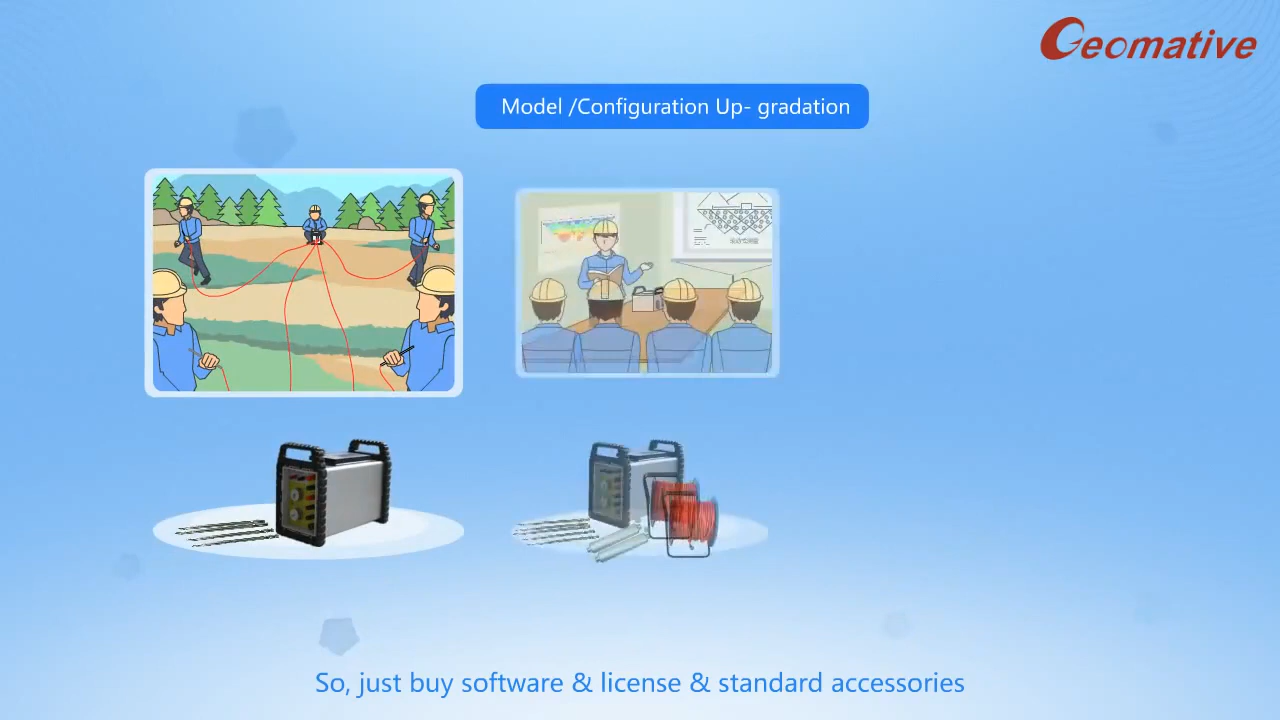 Geomative
Model /Configuration Up- gradation
So, just buy software & license & standard accessories